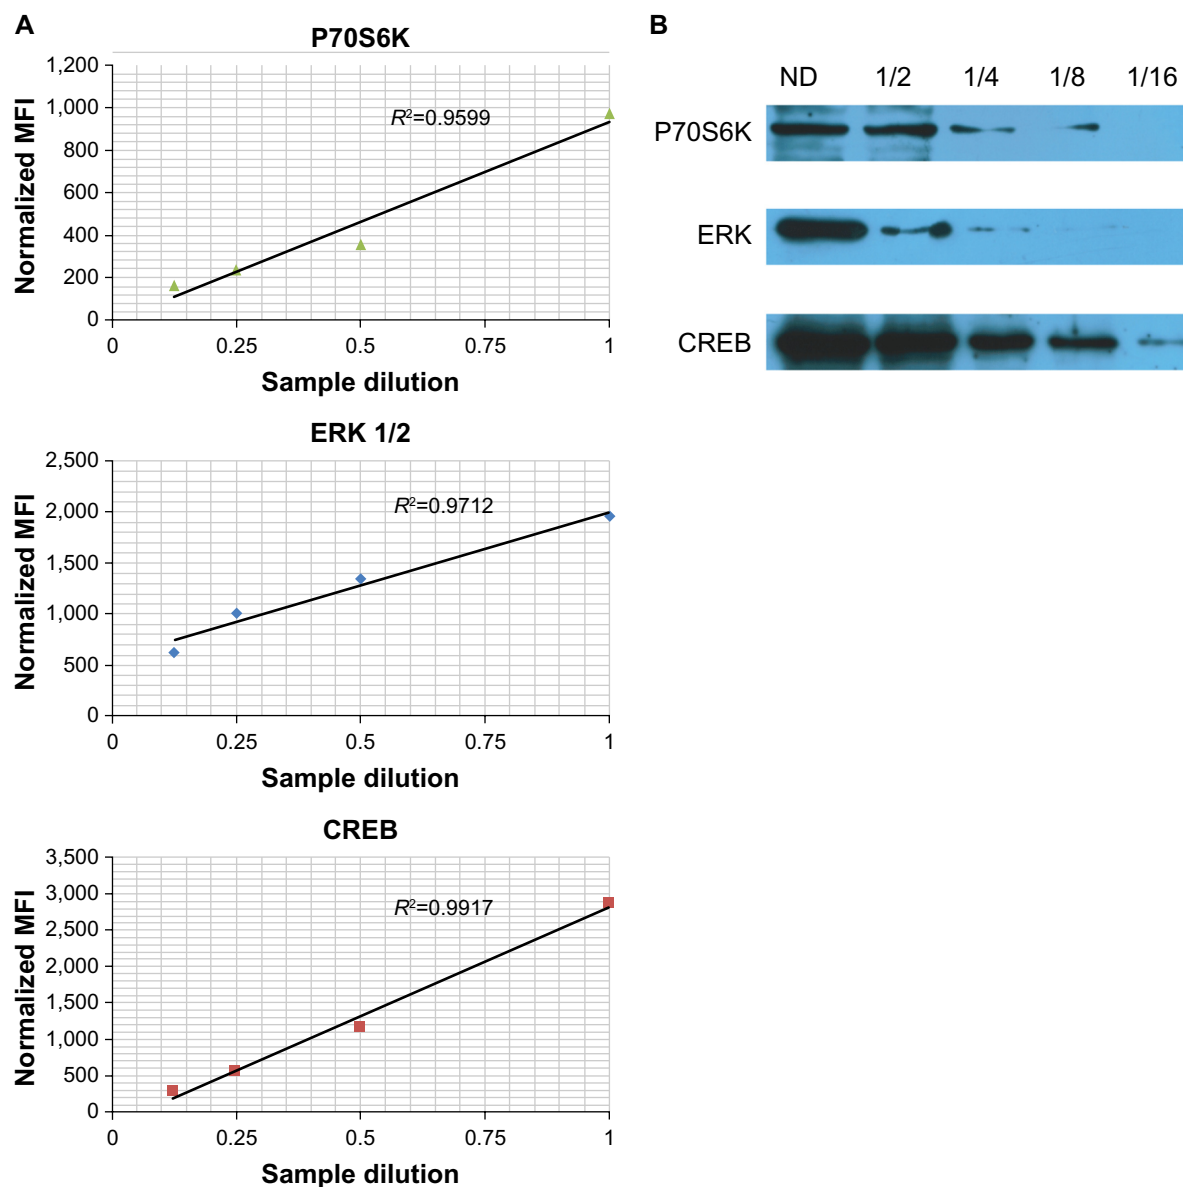 A
P70S6K
1,200
1,000
800
600
400
200
0
Normalized MFI
R²=0.9599
0 0.25 0.5 0.75 1
Sample dilution
ERK 1/2
2,500
2,000
1,500
1,000
500
0
Normalized MFI
R²=0.9712
0 0.25 0.5 0.75 1
Sample dilution
CREB
3,500
3,000
2,500
2,000
1,500
1,000
500
0
Normalized MFI
R²=0.9917
0 0.25 0.5 0.75 1
Sample dilution
B
ND 1/2 1/4 1/8 1/16
P70S6K
ERK
CREB